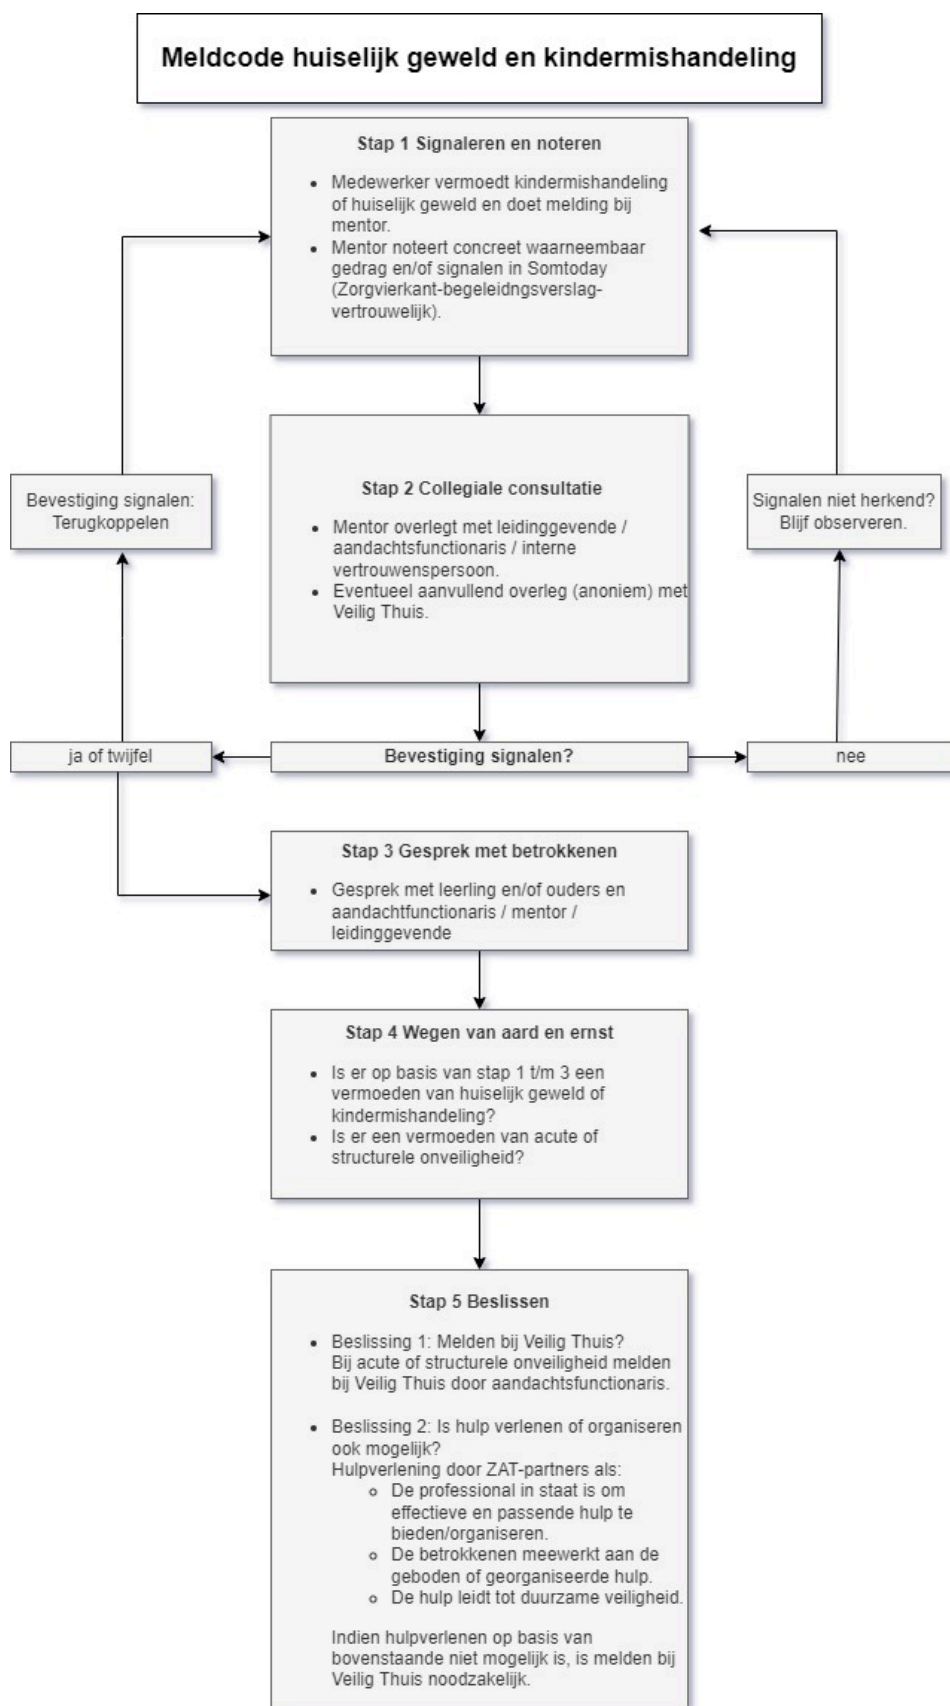 Meldcode huiselijk geweld en kindermishandeling
Stap 1 Signaleren en noteren
• Medewerker vermoedt kindermishandeling
of huiselijk geweld en doet melding bij
mentor.
• Mentor noteert concreet waarneembaar
gedrag en/of signalen in Somtoday
(Zorgvierkant-begeleidngsverslag-
vertrouwelijk).
Stap 2 Collegiale consultatie
• Mentor overlegt met leidinggevende /
aandachtsfunctionaris / interne
vertrouwenspersoon.
• Eventueel aanvullend overleg (anoniem) met
Veilig Thuis.
Bevestiging signalen:
Terugkoppelen
Signalen niet herkend?
Blijf observeren.
ja of twijfel
Bevestiging signalen?
nee
Stap 3 Gesprek met betrokkenen
• Gesprek met leerling en/of ouders en
aandachtfunctionaris / mentor /
leidinggevende
Stap 4 Wegen van aard en ernst
• Is er op basis van stap 1 t/m 3 een
vermoeden van huiselijk geweld of
kindermishandeling?
• Is er een vermoeden van acute of
structurele onveiligheid?
Stap 5 Beslissen
• Beslissing 1: Melden bij Veilig Thuis?
Bij acute of structurele onveiligheid melden
bij Veilig Thuis door aandachtsfunctionaris.
• Beslissing 2: Is hulp verlenen of organiseren
ook mogelijk?
Hulpverlening door ZAT-partners als:
◦ De professional in staat is om
effectieve en passende hulp te
bieden/organiseren.
◦ De betrokkenen meewerkt aan de
geboden of georganiseerde hulp.
◦ De hulp leidt tot duurzame veiligheid.
Indien hulpverlenen op basis van
bovenstaande niet mogelijk is, is melden bij
Veilig Thuis noodzakelijk.